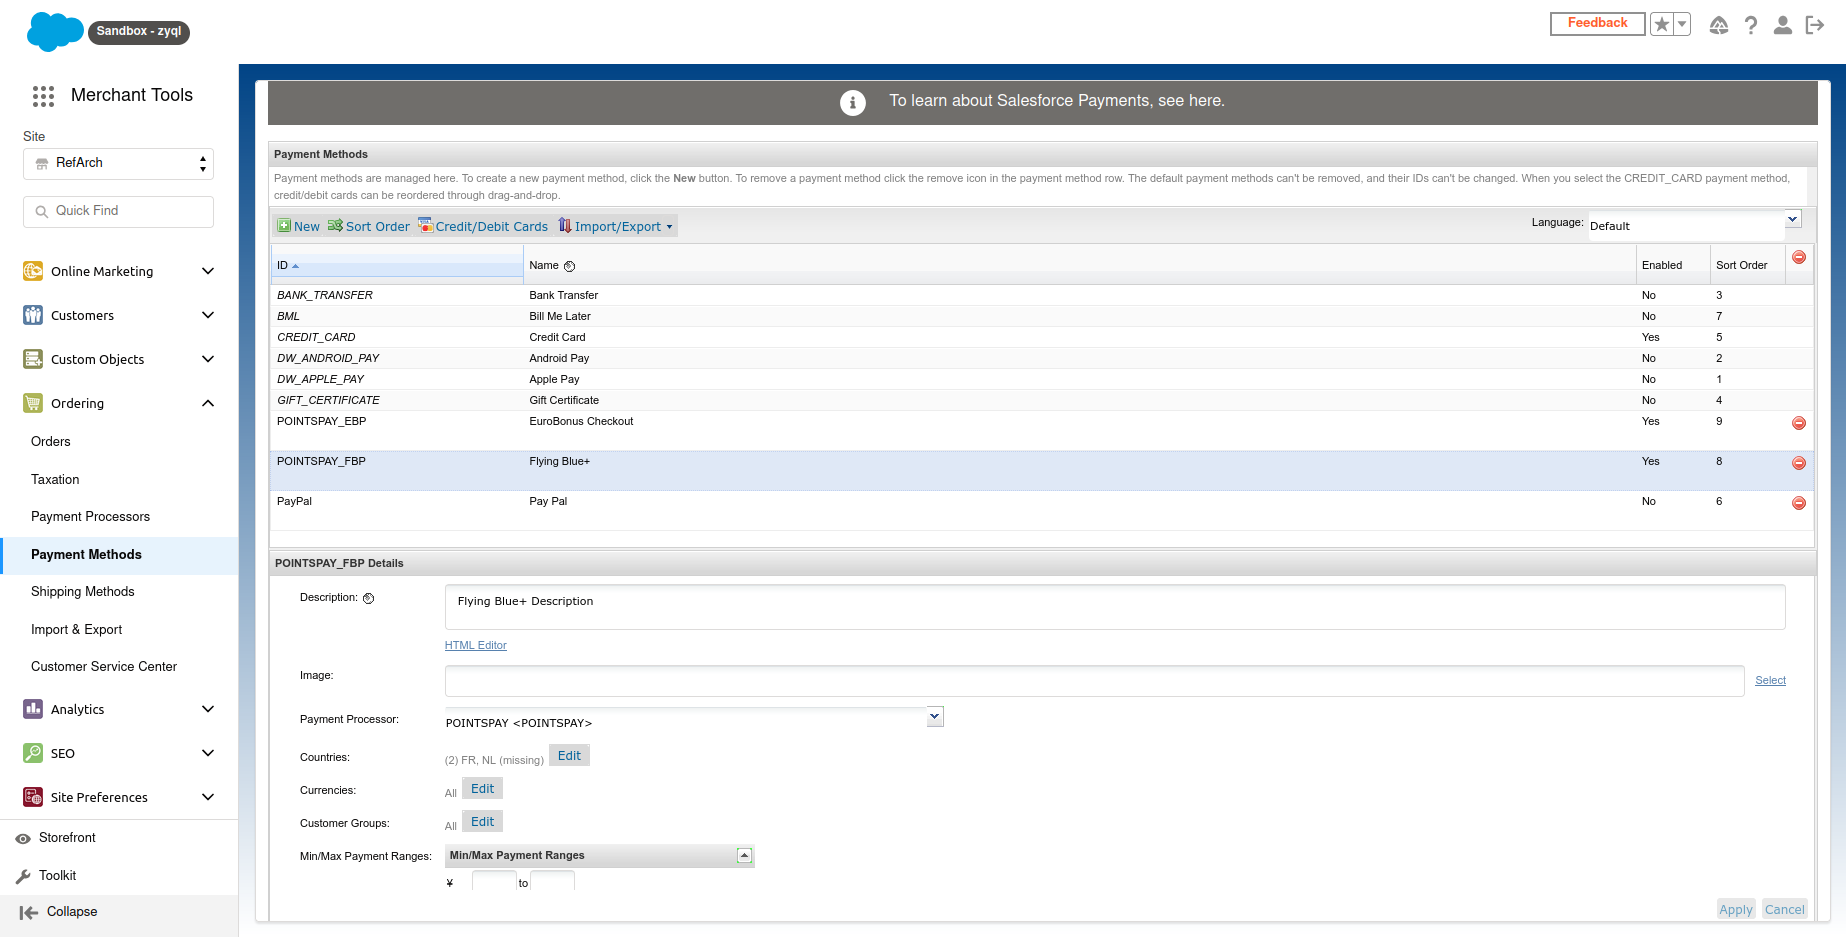 Sandbox - zyql
Feedback
Merchant Tools
Site
RefArch
Quick Find
Online Marketing
Customers
Custom Objects
Ordering
Orders
Taxation
Payment Processors
Payment Methods
Shipping Methods
Import & Export
Customer Service Center
Analytics
SEO
Site Preferences
Storefront
Toolkit
Collapse
To learn about Salesforce Payments, see here.
Payment Methods
Payment methods are managed here. To create a new payment method, click the New button. To remove a payment method click the remove icon in the payment method row. The default payment methods can't be removed, and their IDs can't be changed. When you select the CREDIT_CARD payment method,
credit/debit cards can be reordered through drag-and-drop.
New Sort Order Credit/Debit Cards Import/Export Language: Default
ID Name Enabled Sort Order
BANK_TRANSFER Bank Transfer No 3
BML Bill Me Later No 7
CREDIT_CARD Credit Card Yes 5
DW_ANDROID_PAY Android Pay No 2
DW_APPLE_PAY Apple Pay No 1
GIFT_CERTIFICATE Gift Certificate No 4
POINTSPAY_EBP EuroBonus Checkout Yes 9
POINTSPAY_FBP Flying Blue+ Yes 8
PayPal Pay Pal No 6
POINTSPAY_FBP Details
Description: Flying Blue+ Description
HTML Editor
Image: Select
Payment Processor: POINTSPAY <POINTSPAY>
Countries: (2) FR, NL (missing) Edit
Currencies: All Edit
Customer Groups: All Edit
Min/Max Payment Ranges: Min/Max Payment Ranges
¥ to
Apply Cancel